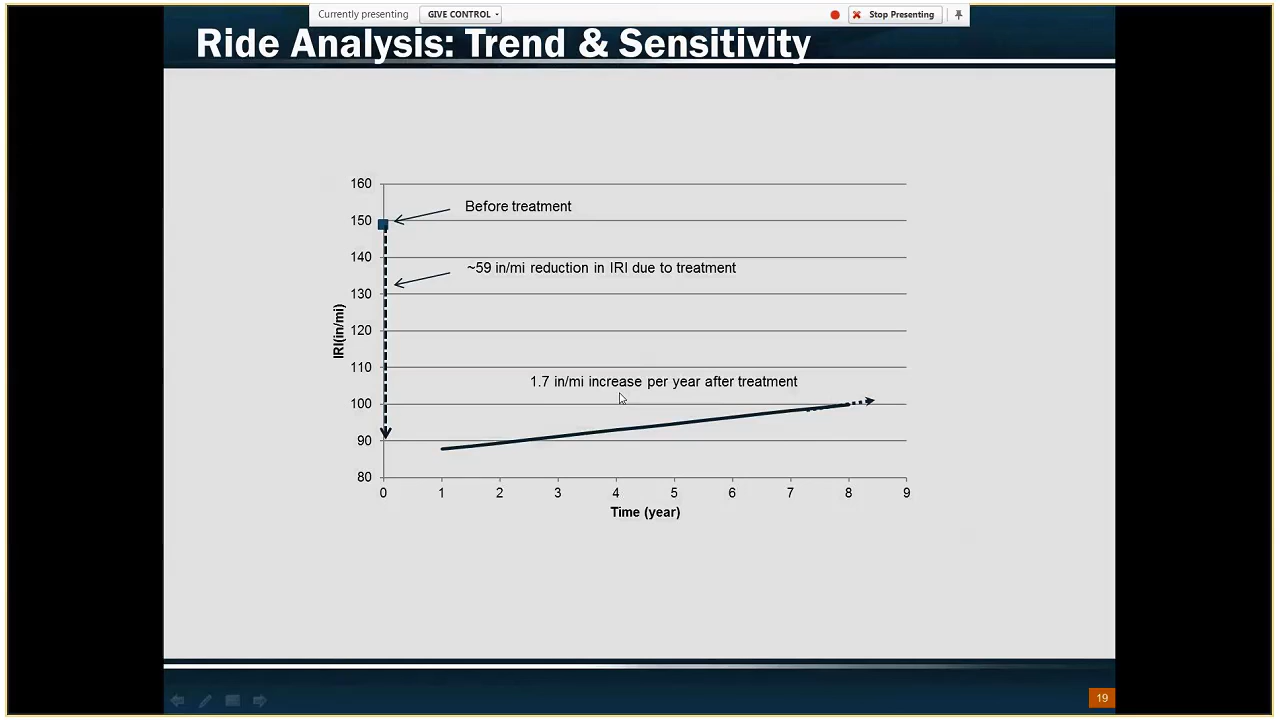 Currently presenting
GIVE CONTROL
Stop Presenting
Ride Analysis: Trend & Sensitivity
160
150
140
130
120
110
100
90
80
IRI(in/mi)
Before treatment
~59 in/mi reduction in IRI due to treatment
1.7 in/mi increase per year after treatment
0 1 2 3 4 5 6 7 8 9
Time (year)
19